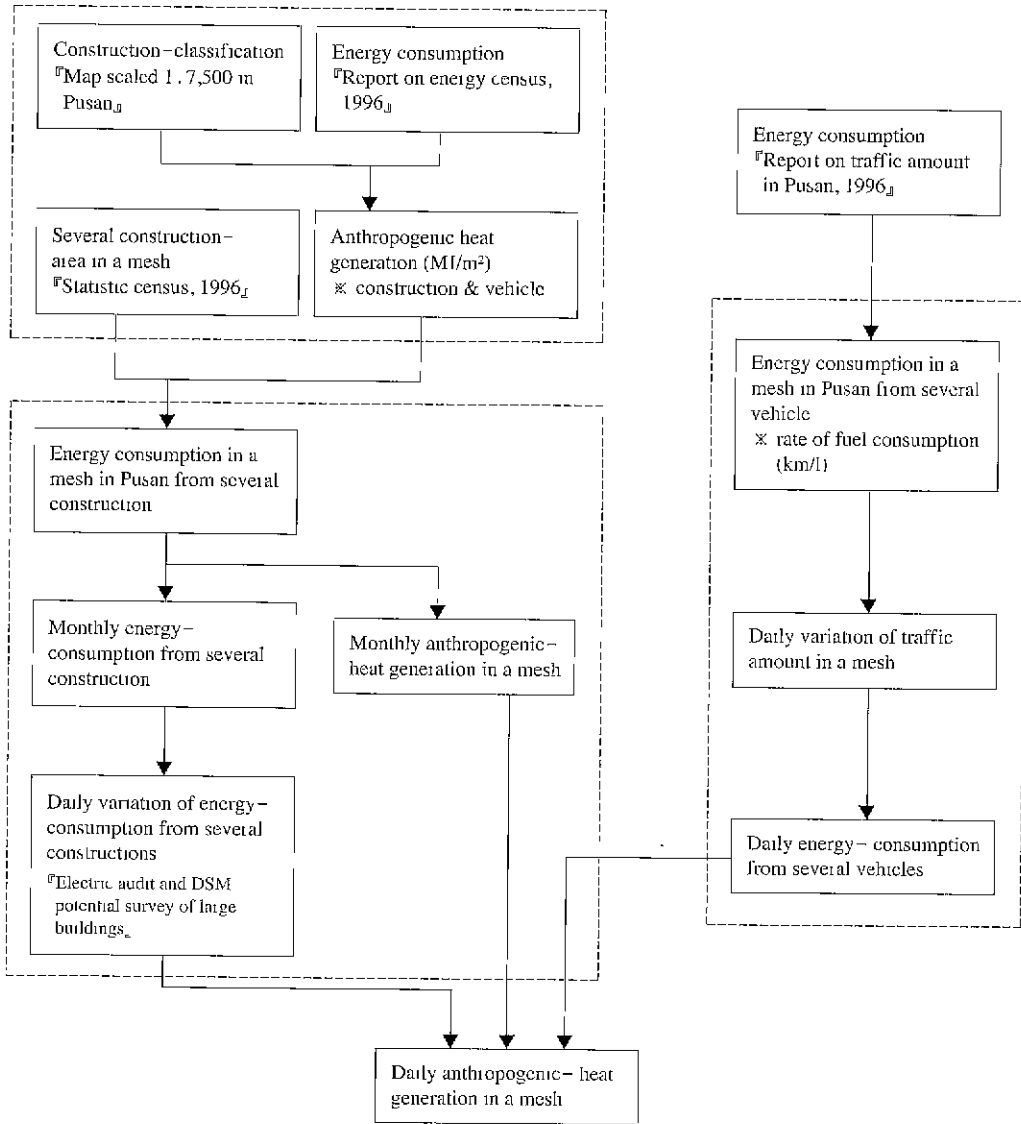 Construction-classification
『Map scaled 1.7,500 in
Pusan』
Energy consumption
『Report on energy census,
1996』
Energy consumption
『Report on traffic amount
in Pusan, 1996』
Several construction-
area in a mesh
『Statistic census, 1996』
Anthropogenic heat
generation (MJ/m²)
※ construction & vehicle
Energy consumption in a
mesh in Pusan from several
vehicle
※ rate of fuel consumption
(km/l)
Energy consumption in a
mesh in Pusan from several
construction
Monthly energy-
consumption from several
construction
Monthly anthropogenic-
heat generation in a mesh
Daily variation of traffic
amount in a mesh
Daily variation of energy-
consumption from several
constructions
『Electric audit and DSM
potential survey of large
buildings』
Daily energy- consumption
from several vehicles
Daily anthropogenic- heat
generation in a mesh